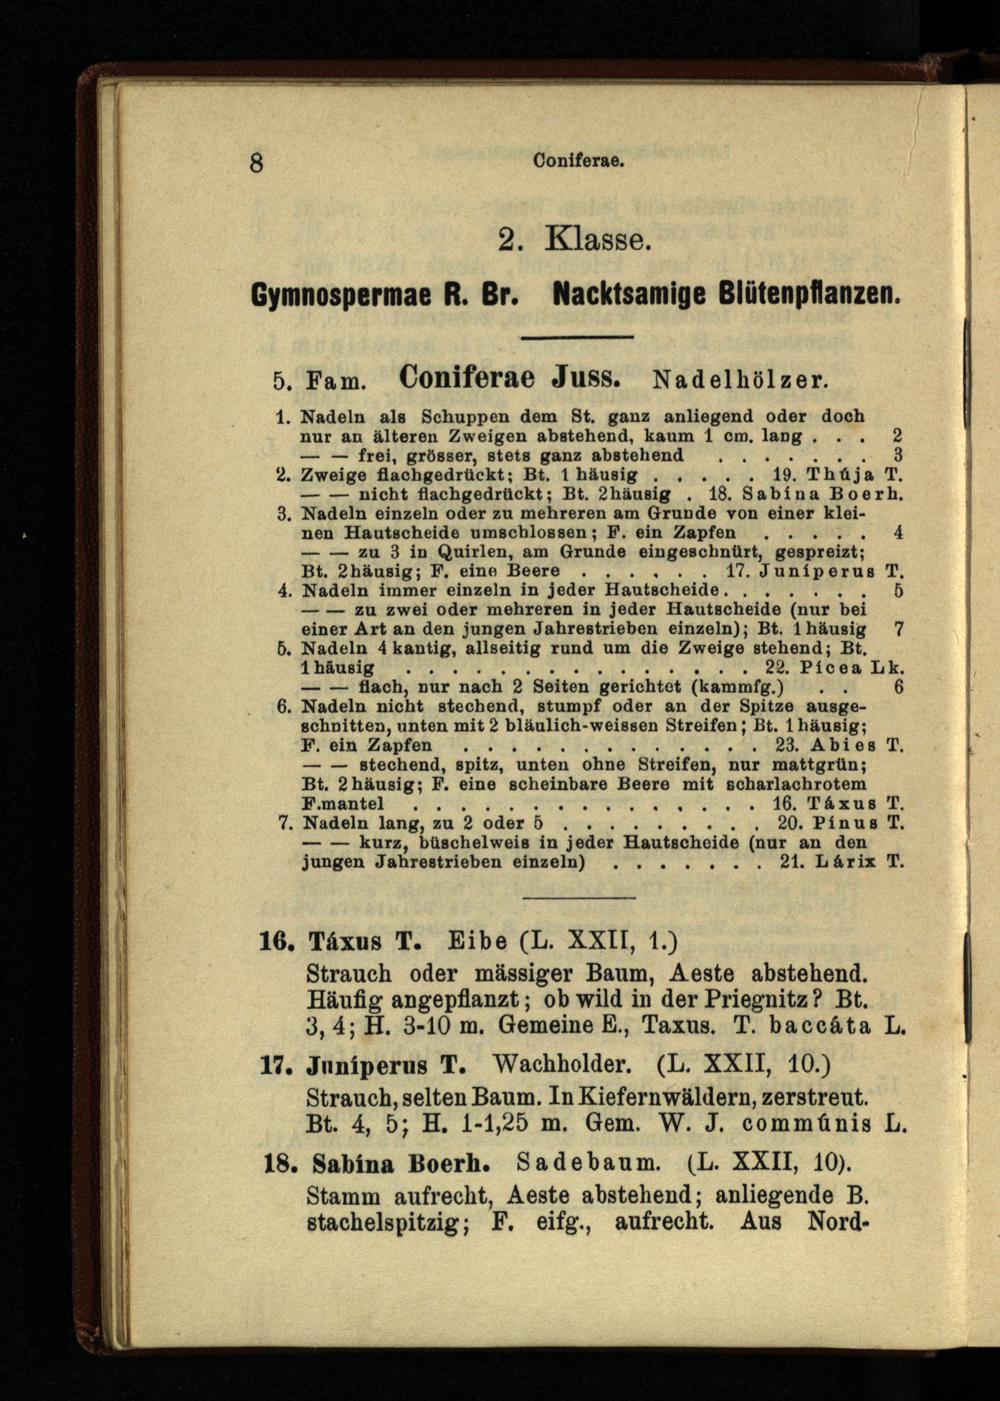 8 Coniferae.
2. Klasse.
Gymnospermae R. Br. Nacktsamige Blütenpflanzen.
5. Fam. Coniferae Juss. Nadelhölzer.
1. Nadeln als Schuppen dem St. ganz anliegend oder doch
nur an älteren Zweigen abstehend, kaum 1 cm. lang . . . 2
— — frei, grösser, stets ganz abstehend . . . . . . . 3
2. Zweige flachgedrückt; Bt. 1häusig . . . . . 19. Thúja T.
— — nicht flachgedrückt; Bt. 2häusig . 18. Sabína Boerh.
3. Nadeln einzeln oder zu mehreren am Grunde von einer klei-
nen Hautscheide umschlossen; F. ein Zapfen . . . . . 4
— — zu 3 in Quirlen, am Grunde eingeschnürt, gespreizt;
Bt. 2häusig; F. eine Beere . . . . . . 17. Juníperus T.
4. Nadeln immer einzeln in jeder Hautscheide . . . . . . . 5
— — zu zwei oder mehreren in jeder Hautscheide (nur bei
einer Art an den jungen Jahrestrieben einzeln); Bt. 1häusig 7
5. Nadeln 4kantig, allseitig rund um die Zweige stehend; Bt.
1häusig . . . . . . . . . . . . . . . 22. Pícea Lk.
— — flach, nur nach 2 Seiten gerichtet (kammfg.) . . 6
6. Nadeln nicht stechend, stumpf oder an der Spitze ausge-
schnitten, unten mit 2 bläulich-weissen Streifen; Bt. 1häusig;
F. ein Zapfen . . . . . . . . . . . . . 23. Abies T.
— — stechend, spitz, unten ohne Streifen, nur mattgrün;
Bt. 2häusig; F. eine scheinbare Beere mit scharlachrotem
F.mantel . . . . . . . . . . . . . . . 16. Táxus T.
7. Nadeln lang, zu 2 oder 5 . . . . . . . . . 20. Pínus T.
— — kurz, büschelweis in jeder Hautscheide (nur an den
jungen Jahrestrieben einzeln) . . . . . . . 21. Lárix T.
16. Táxus T. Eibe (L. XXII, 1.)
Strauch oder mässiger Baum, Aeste abstehend.
Häufig angepflanzt; ob wild in der Priegnitz? Bt.
3, 4; H. 3-10 m. Gemeine E., Taxus. T. baccáta L.
17. Juníperus T. Wachholder. (L. XXII, 10.)
Strauch, selten Baum. In Kiefernwäldern, zerstreut.
Bt. 4, 5; H. 1-1,25 m. Gem. W. J. commúnis L.
18. Sabína Boerh. Sadebaum. (L. XXII, 10).
Stamm aufrecht, Aeste abstehend; anliegende B.
stachelspitzig; F. eifg., aufrecht. Aus Nord-